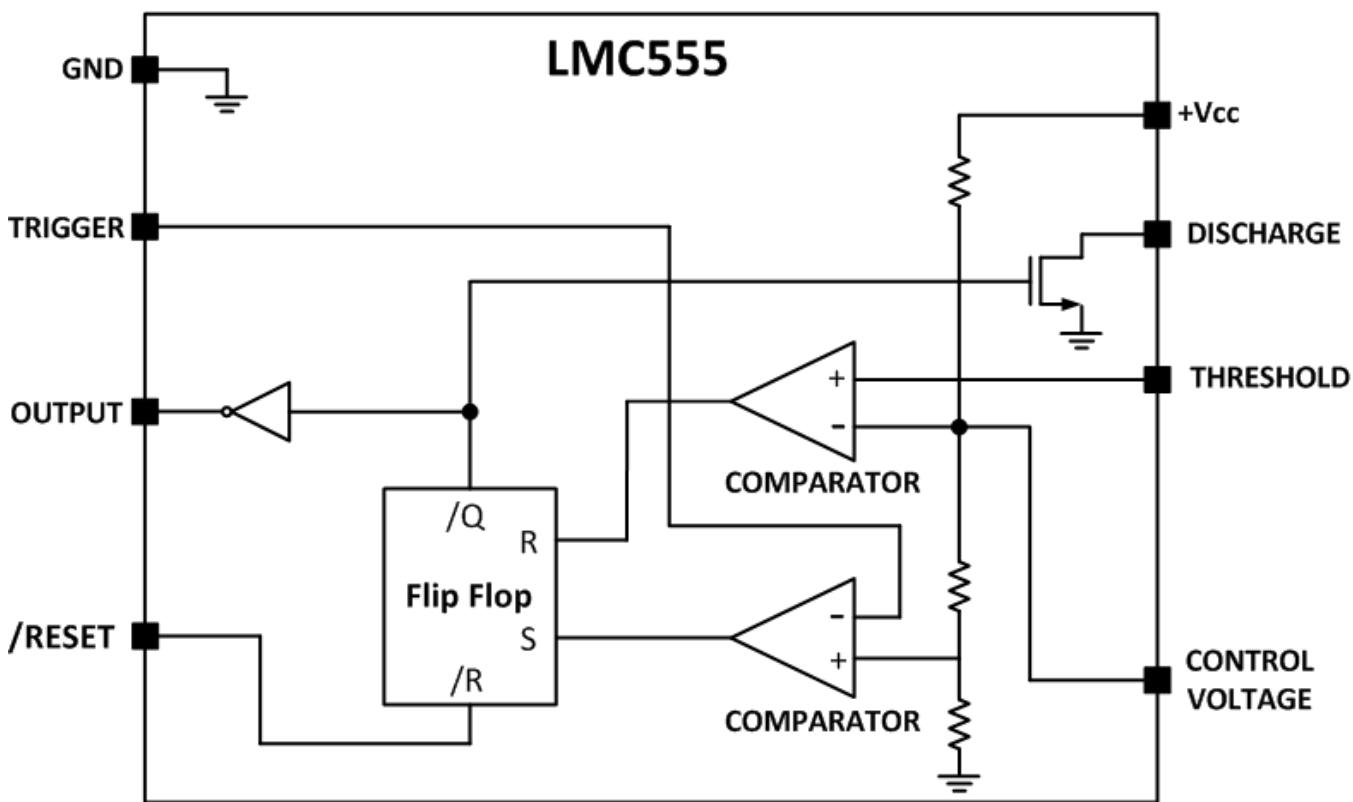 LMC555
GND
+Vcc
TRIGGER
DISCHARGE
+
THRESHOLD
OUTPUT
-
COMPARATOR
/Q
R
Flip Flop
-
S
+
/RESET
/R
COMPARATOR
CONTROL
VOLTAGE